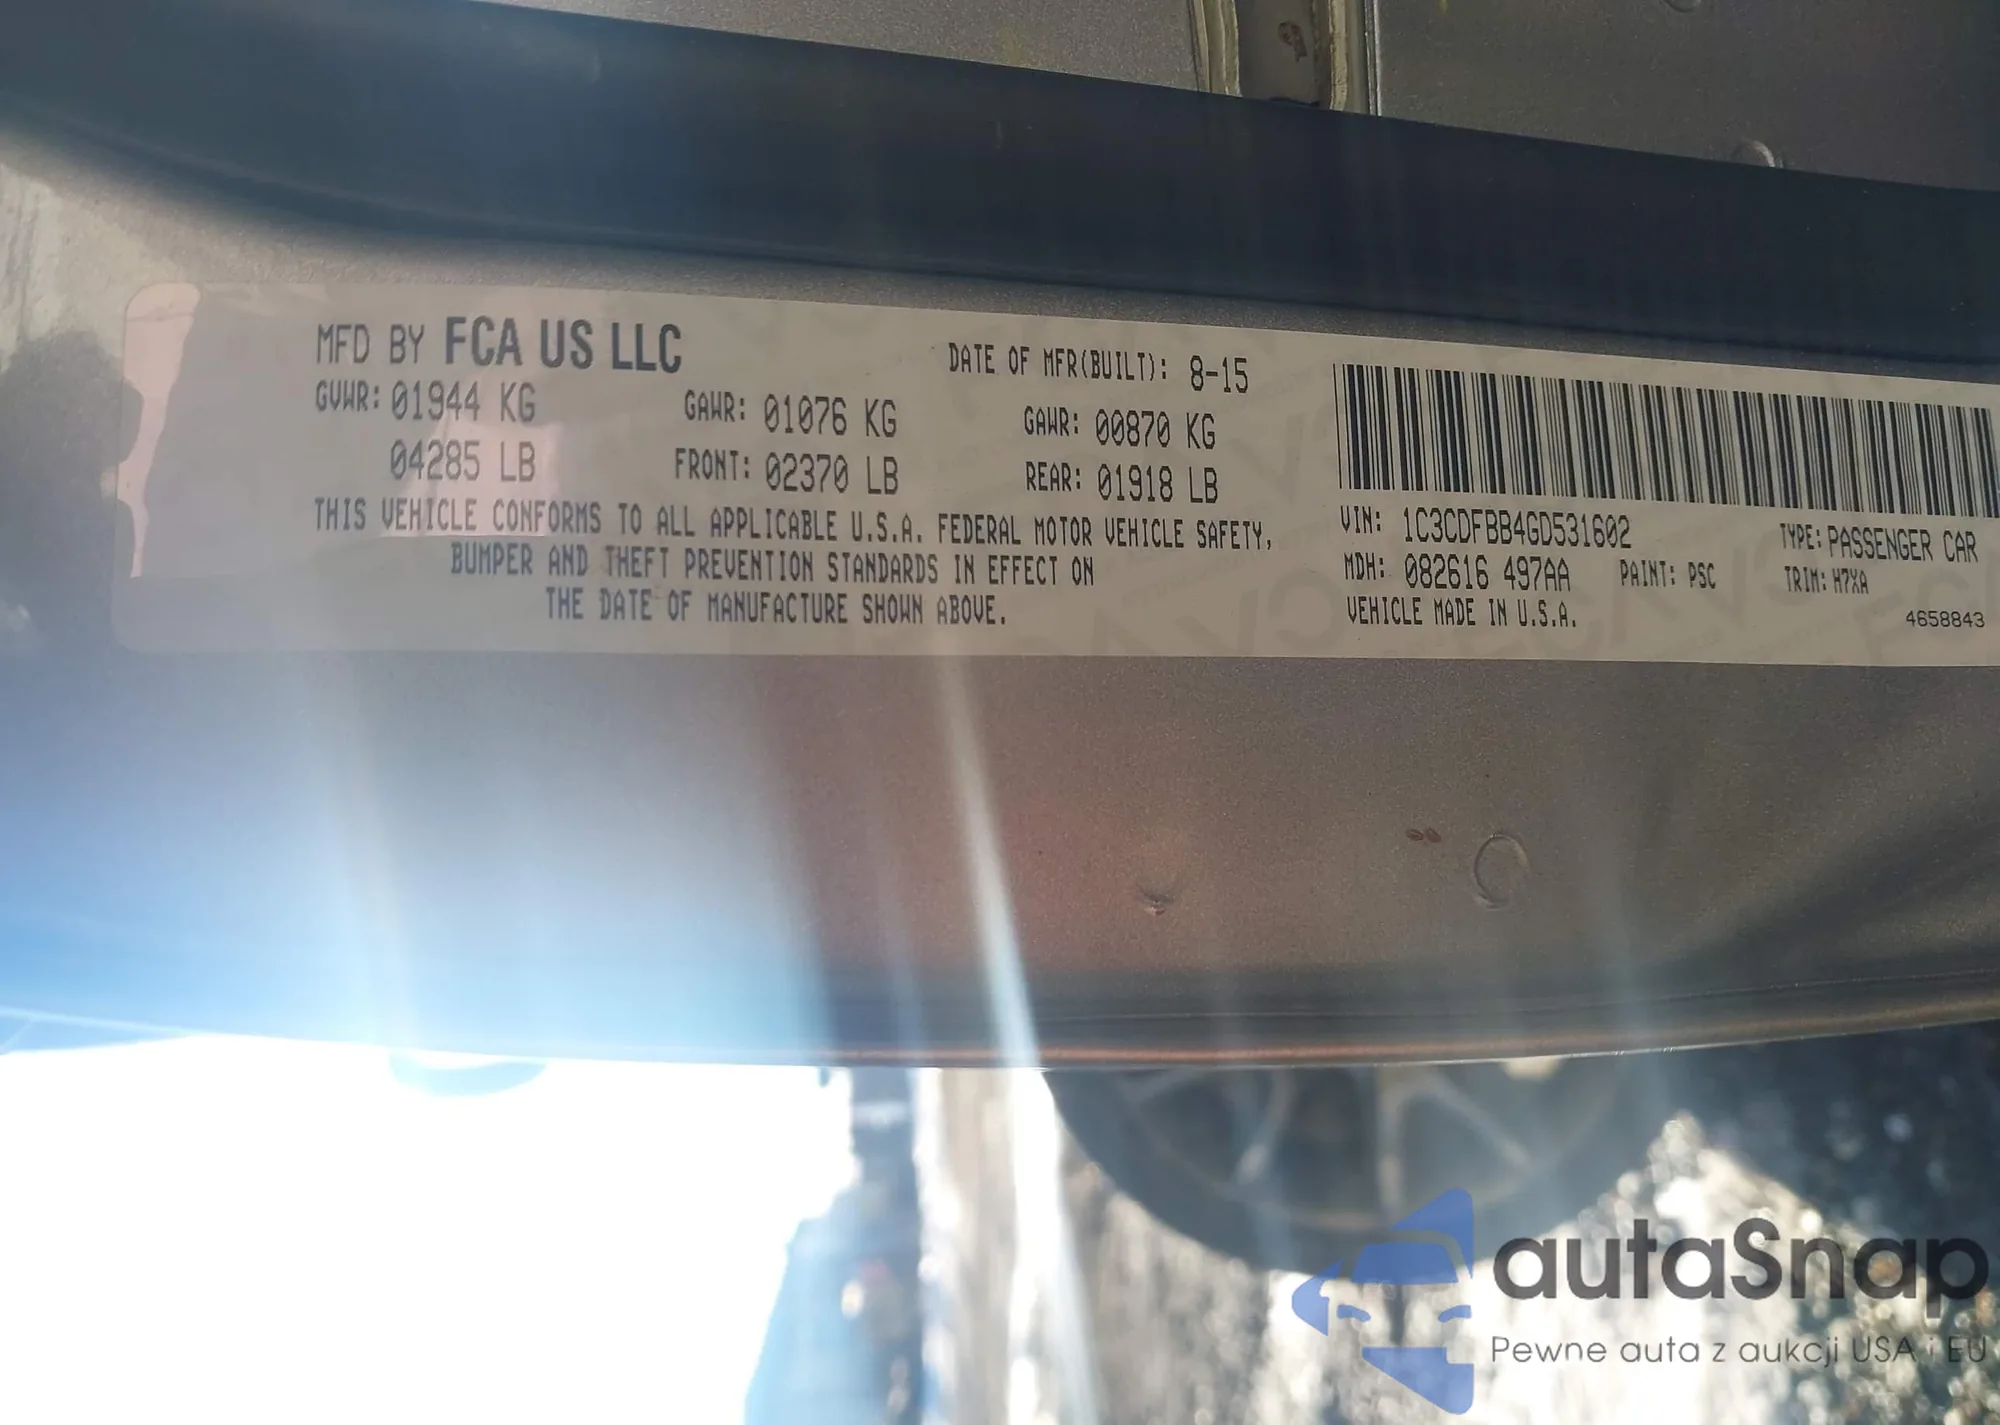 MFD BY FCA US LLC
DATE OF MFR(BUILT): 8-15
GVWR: 01944 KG
GAWR: 01076 KG
GAWR: 00870 KG
04285 LB
FRONT: 02370 LB
REAR: 01918 LB
THIS VEHICLE CONFORMS TO ALL APPLICABLE U.S.A. FEDERAL MOTOR VEHICLE SAFETY,
BUMPER AND THEFT PREVENTION STANDARDS IN EFFECT ON
THE DATE OF MANUFACTURE SHOWN ABOVE.
VIN: 1C3CDFBB4GD531602
TYPE: PASSENGER CAR
MDH: 082616 497AA
PAINT: PSC
TRIM: H7XA
VEHICLE MADE IN U.S.A.
4658843
autaSnap
Pewne auta z aukcji USA i EU